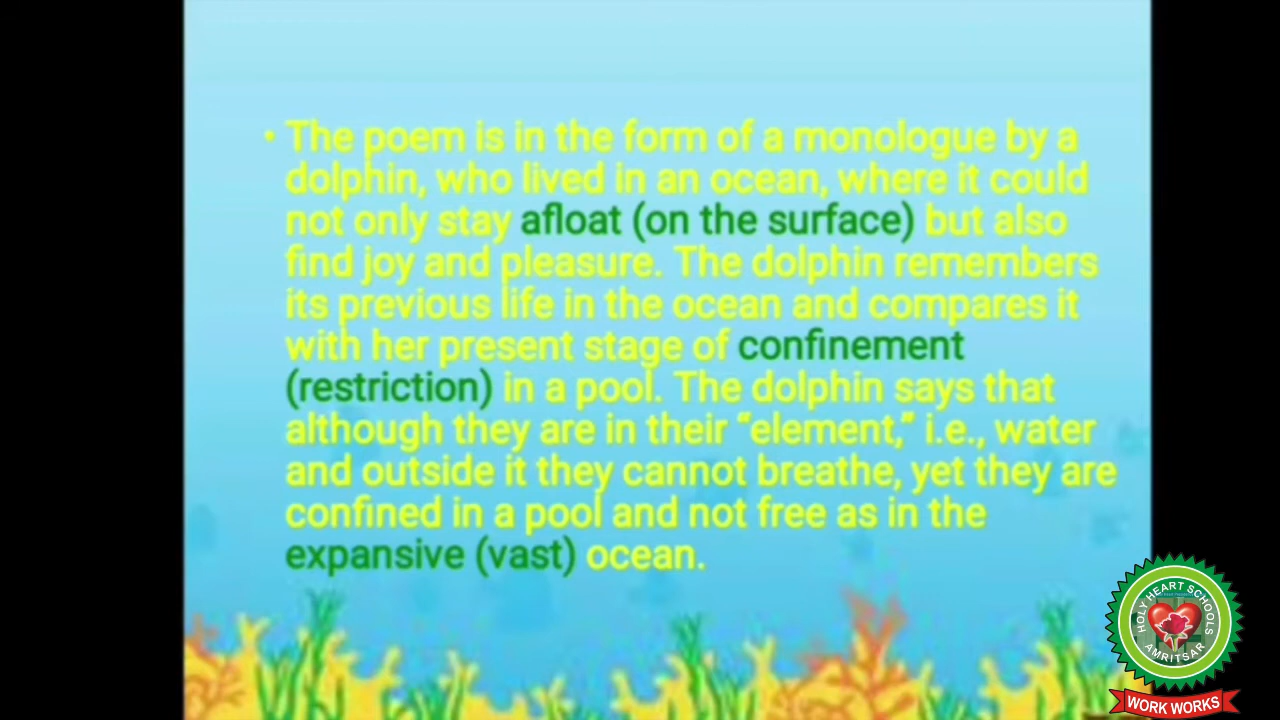 • The poem is in the form of a monologue by a
dolphin, who lived in an ocean, where it could
not only stay afloat (on the surface) but also
find joy and pleasure. The dolphin remembers
its previous life in the ocean and compares it
with her present stage of confinement
(restriction) in a pool. The dolphin says that
although they are in their “element,” i.e., water
and outside it they cannot breathe, yet they are
confined in a pool and not free as in the
expansive (vast) ocean.
HOLY HEART SCHOOLS
AMRITSAR
WORK WORKS